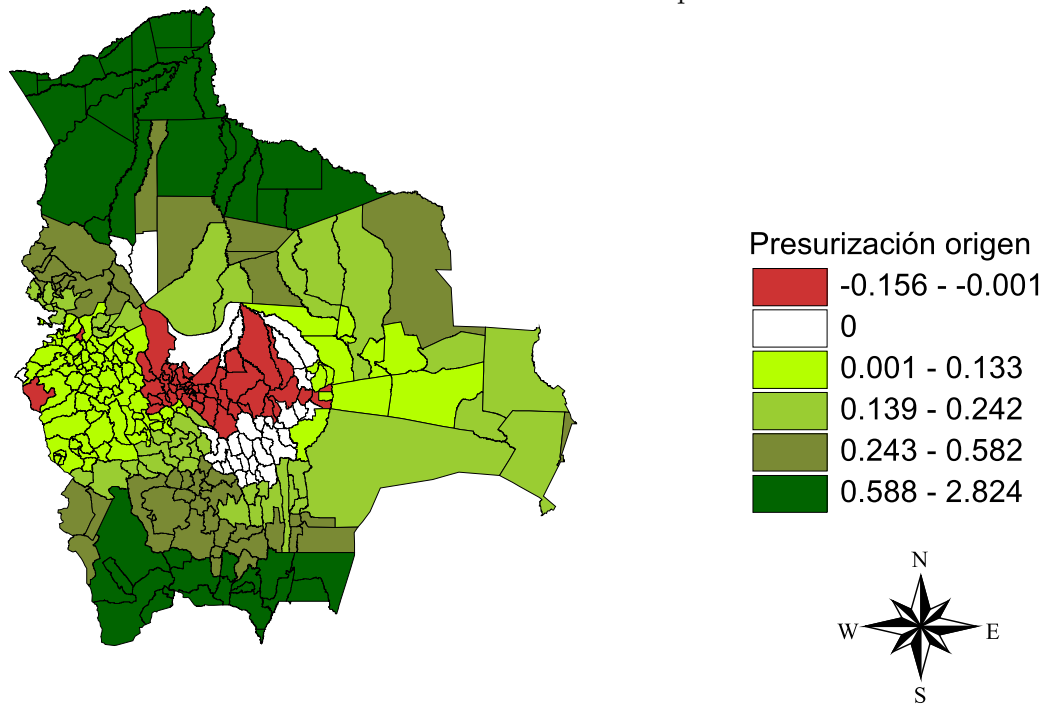 p
Presurización origen
-0.156 - -0.001
0
0.001 - 0.133
0.139 - 0.242
0.243 - 0.582
0.588 - 2.824
N
W E
S